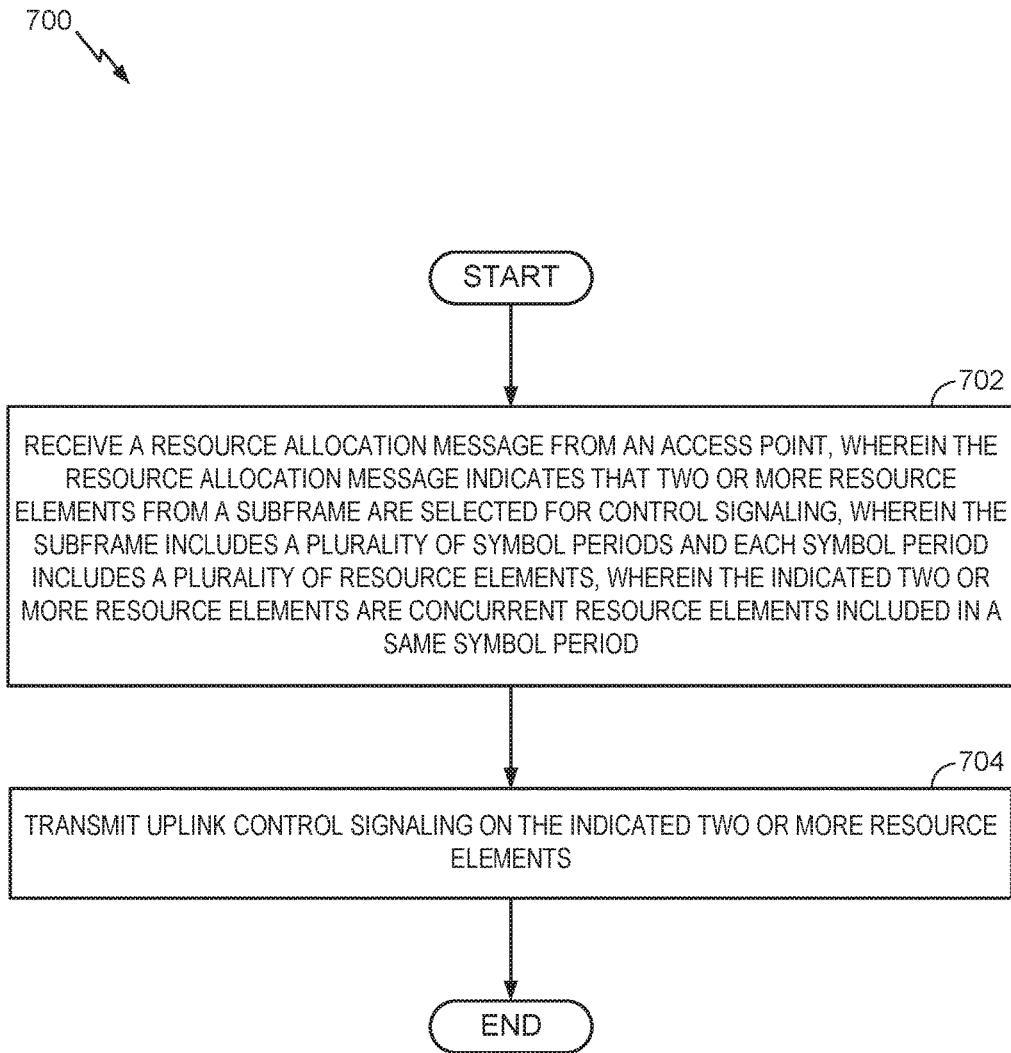 700
START
702
RECEIVE A RESOURCE ALLOCATION MESSAGE FROM AN ACCESS POINT, WHEREIN THE
RESOURCE ALLOCATION MESSAGE INDICATES THAT TWO OR MORE RESOURCE
ELEMENTS FROM A SUBFRAME ARE SELECTED FOR CONTROL SIGNALING, WHEREIN THE
SUBFRAME INCLUDES A PLURALITY OF SYMBOL PERIODS AND EACH SYMBOL PERIOD
INCLUDES A PLURALITY OF RESOURCE ELEMENTS, WHEREIN THE INDICATED TWO OR
MORE RESOURCE ELEMENTS ARE CONCURRENT RESOURCE ELEMENTS INCLUDED IN A
SAME SYMBOL PERIOD
704
TRANSMIT UPLINK CONTROL SIGNALING ON THE INDICATED TWO OR MORE RESOURCE
ELEMENTS
END